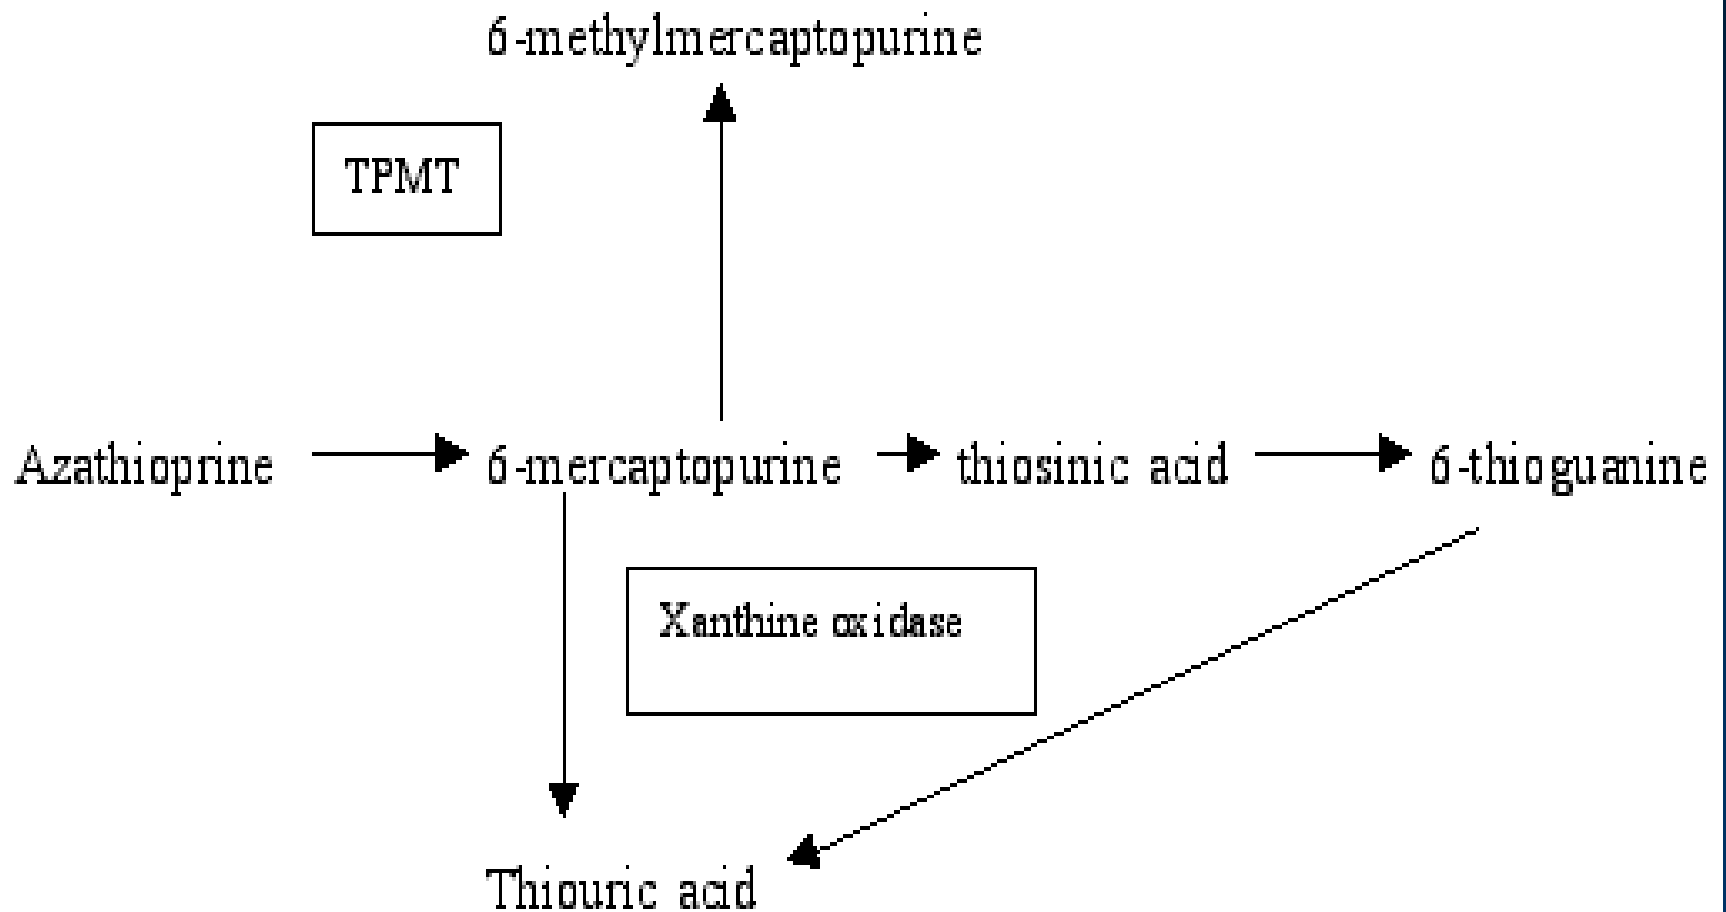 6-methylmercaptopurine
TPMT
Azathioprine 6-mercaptopurine thiosinic acid 6-thioguanine
Xanthine oxidase
Thiouric acid